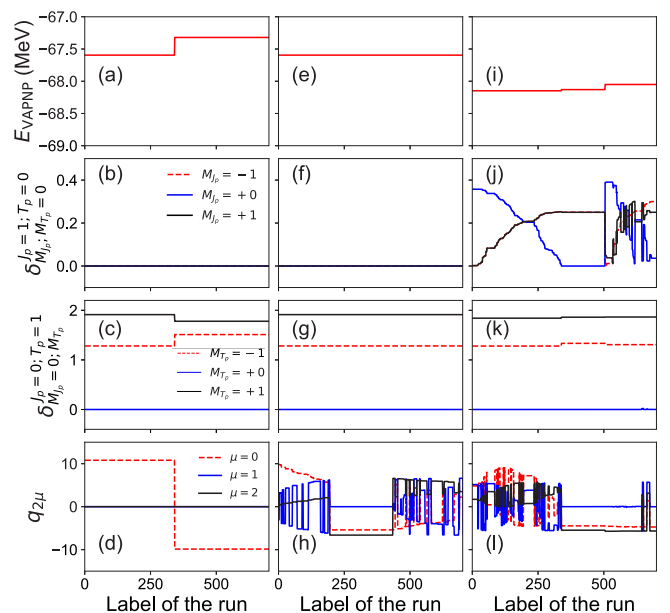 −67.0
−67.5
−68.0
−68.5
−69.0
E_VAPNP (MeV)
(a)
(e)
(i)
0.4
0.2
0.0
δ^{J_p=1; T_p=0}_{M_{J_p}; M_{T_p}=0}
(b)
M_{J_p} = −1
M_{J_p} = +0
M_{J_p} = +1
(f)
(j)
2
1
0
δ^{J_p=0; T_p=1}_{M_{J_p}=0; M_{T_p}}
(c)
M_{T_p} = −1
M_{T_p} = +0
M_{T_p} = +1
(g)
(k)
10
0
−10
q_{2μ}
μ = 0
μ = 1
μ = 2
(d)
(h)
(l)
0 250 500 0 250 500 0 250 500
Label of the run Label of the run Label of the run